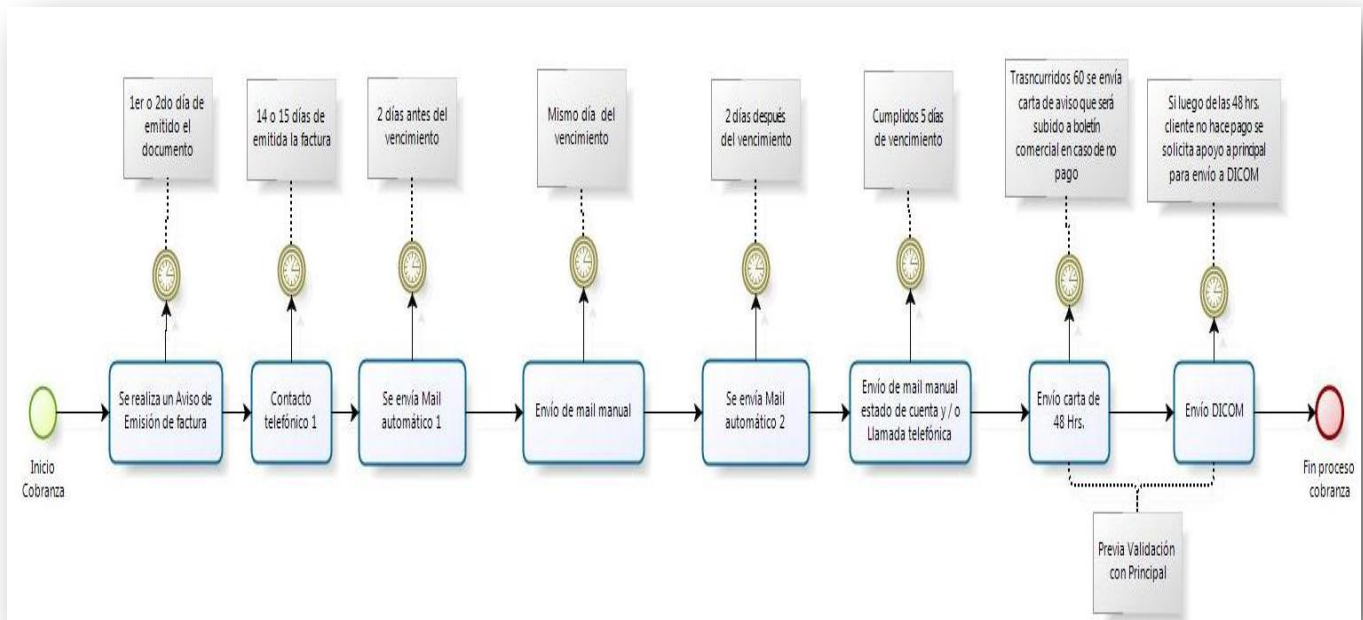 1er o 2do día de
emitido el
documento
14 o 15 días de
emitida la factura
2 días antes del
vencimiento
Mismo día del
vencimiento
2 días después
del vencimiento
Cumplidos 5 días
de vencimiento
Trasncurridos 60 se envía
carta de aviso que será
subido a boletín
comercial en caso de no
pago
Si luego de las 48 hrs.
cliente no hace pago se
solicita apoyo a principal
para envío a DICOM
Inicio
Cobranza
Se realiza un Aviso de
Emisión de factura
Contacto
telefónico 1
Se envía Mail
automático 1
Envío de mail manual
Se envía Mail
automático 2
Envío de mail manual
estado de cuenta y / o
Llamada telefónica
Envío carta de
48 Hrs.
Envío DICOM
Fin proceso
cobranza
Previa Validación
con Principal